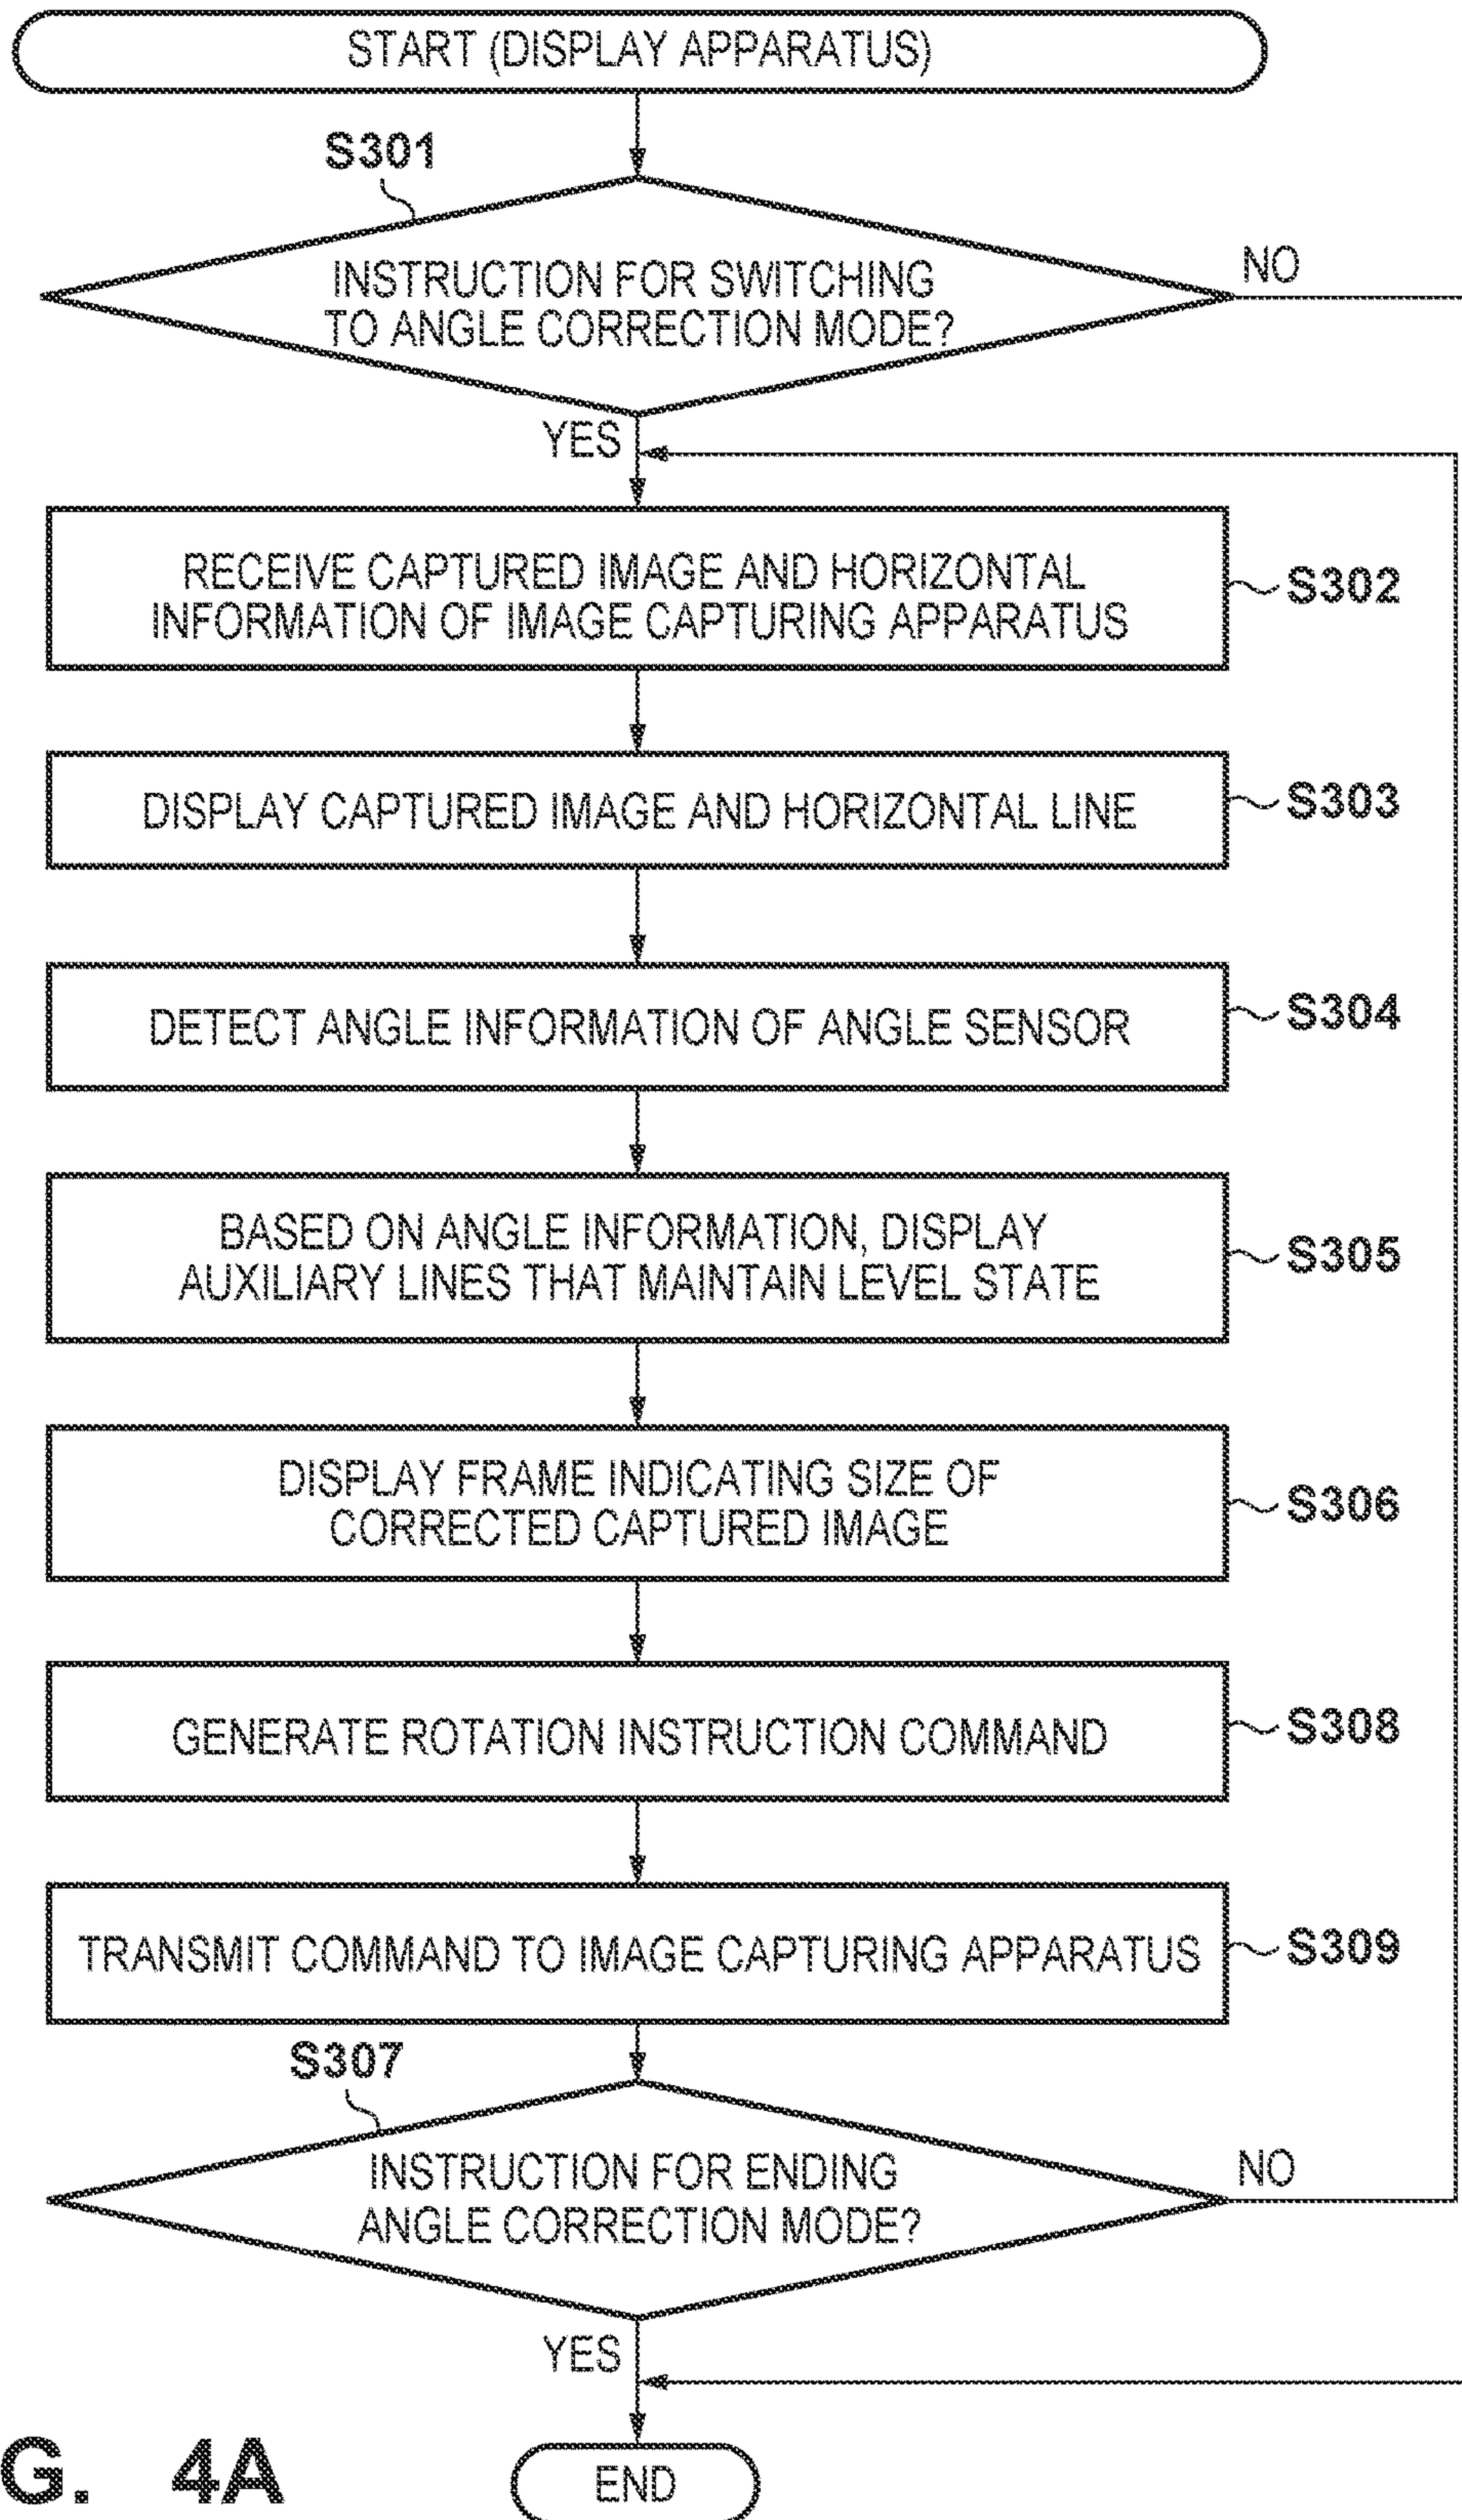 START (DISPLAY APPARATUS)
S301
INSTRUCTION FOR SWITCHING
TO ANGLE CORRECTION MODE?
NO
YES
RECEIVE CAPTURED IMAGE AND HORIZONTAL
INFORMATION OF IMAGE CAPTURING APPARATUS
S302
DISPLAY CAPTURED IMAGE AND HORIZONTAL LINE
S303
DETECT ANGLE INFORMATION OF ANGLE SENSOR
S304
BASED ON ANGLE INFORMATION, DISPLAY
AUXILIARY LINES THAT MAINTAIN LEVEL STATE
S305
DISPLAY FRAME INDICATING SIZE OF
CORRECTED CAPTURED IMAGE
S306
GENERATE ROTATION INSTRUCTION COMMAND
S308
TRANSMIT COMMAND TO IMAGE CAPTURING APPARATUS
S309
S307
INSTRUCTION FOR ENDING
ANGLE CORRECTION MODE?
NO
YES
END
G. 4A